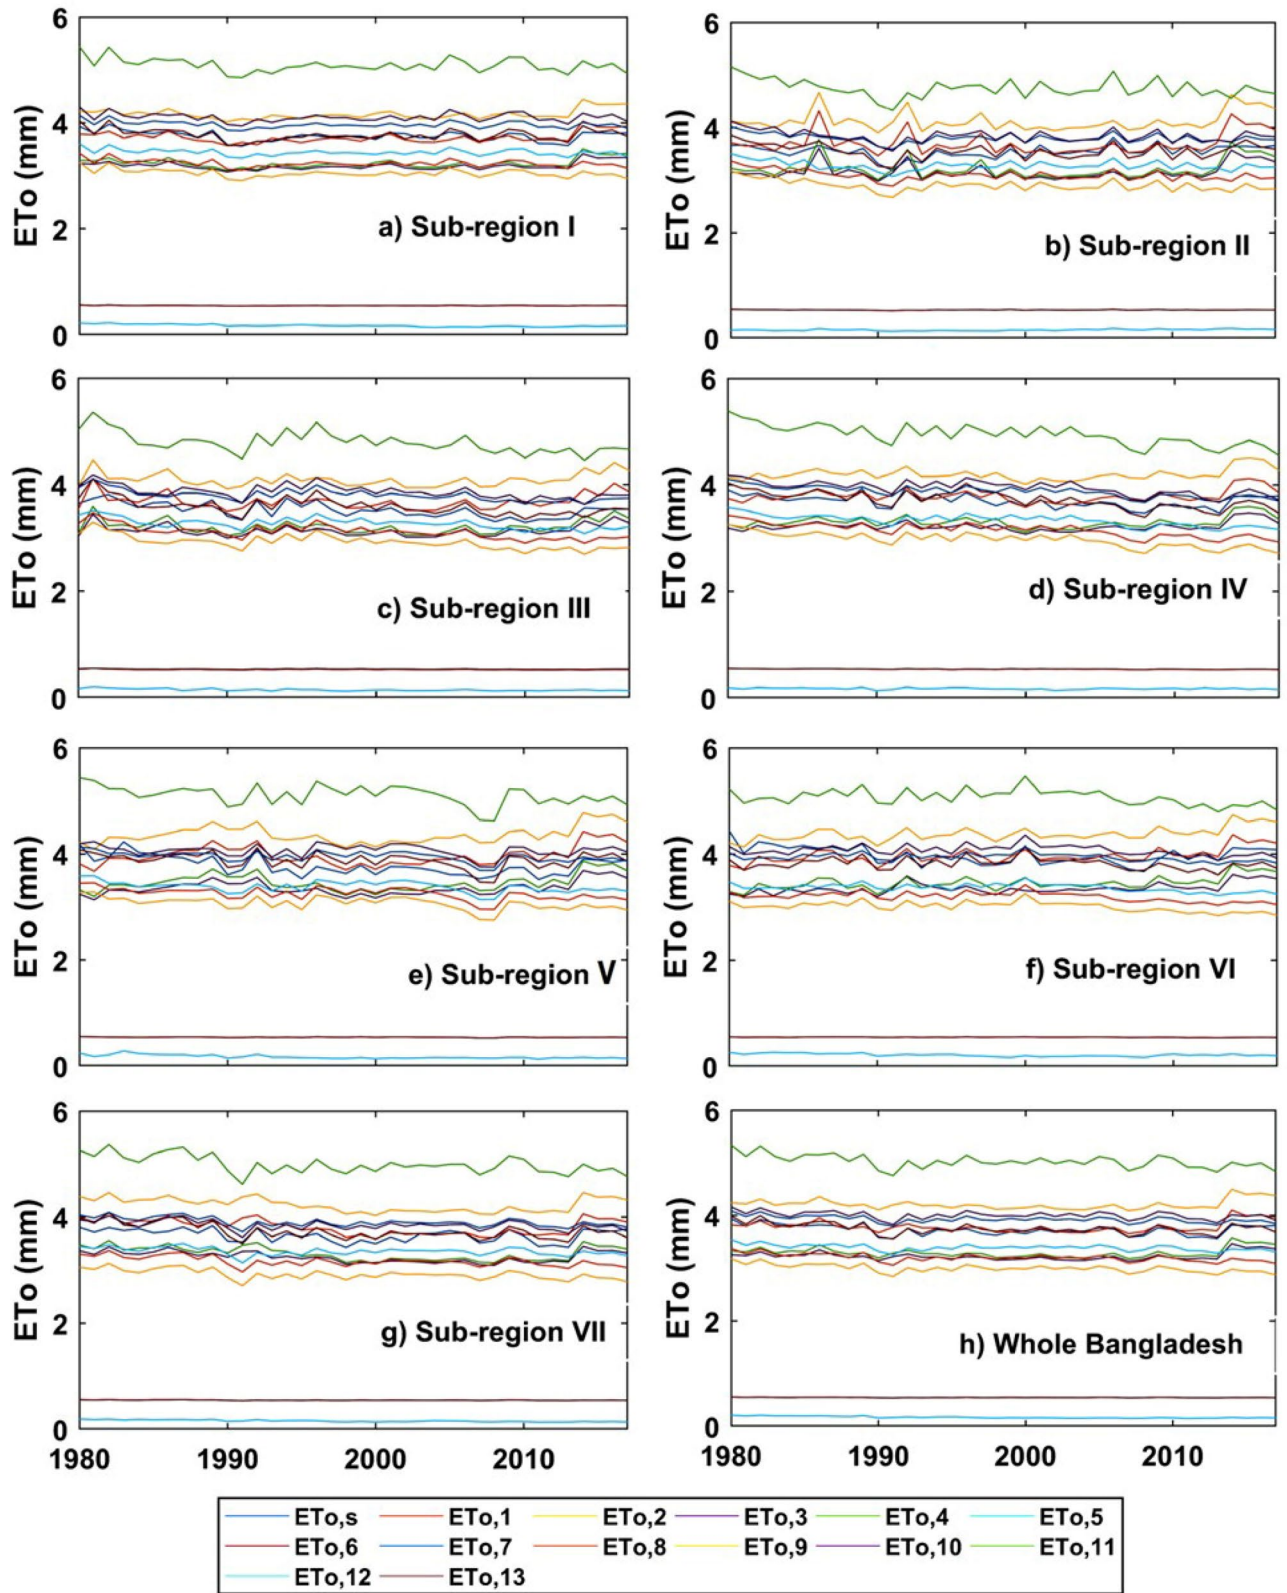 6
4
2
0
ETo (mm)
a) Sub-region I
6
4
2
0
ETo (mm)
b) Sub-region II
6
4
2
0
ETo (mm)
c) Sub-region III
6
4
2
0
ETo (mm)
d) Sub-region IV
6
4
2
0
ETo (mm)
e) Sub-region V
6
4
2
0
ETo (mm)
f) Sub-region VI
6
4
2
0
ETo (mm)
g) Sub-region VII
1980 1990 2000 2010
6
4
2
0
ETo (mm)
h) Whole Bangladesh
1980 1990 2000 2010
ETo,s ETo,1 ETo,2 ETo,3 ETo,4 ETo,5
ETo,6 ETo,7 ETo,8 ETo,9 ETo,10 ETo,11
ETo,12 ETo,13